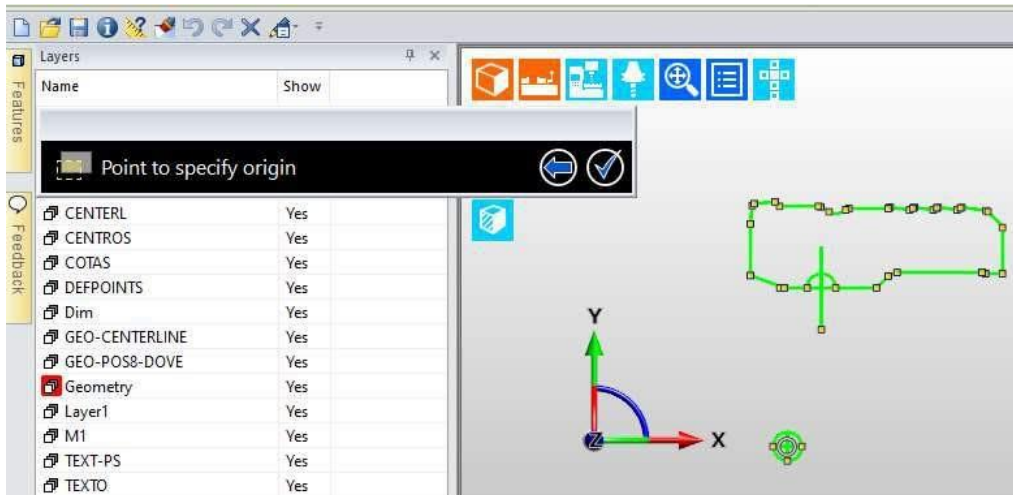 Layers
Name Show
Features
Point to specify origin
Feedback
CENTERL Yes
CENTROS Yes
COTAS Yes
DEFPOINTS Yes
Dim Yes
GEO-CENTERLINE Yes
GEO-POS8-DOVE Yes
Geometry Yes
Layer1 Yes
M1 Yes
TEXT-PS Yes
TEXTO Yes
Y
Z
X